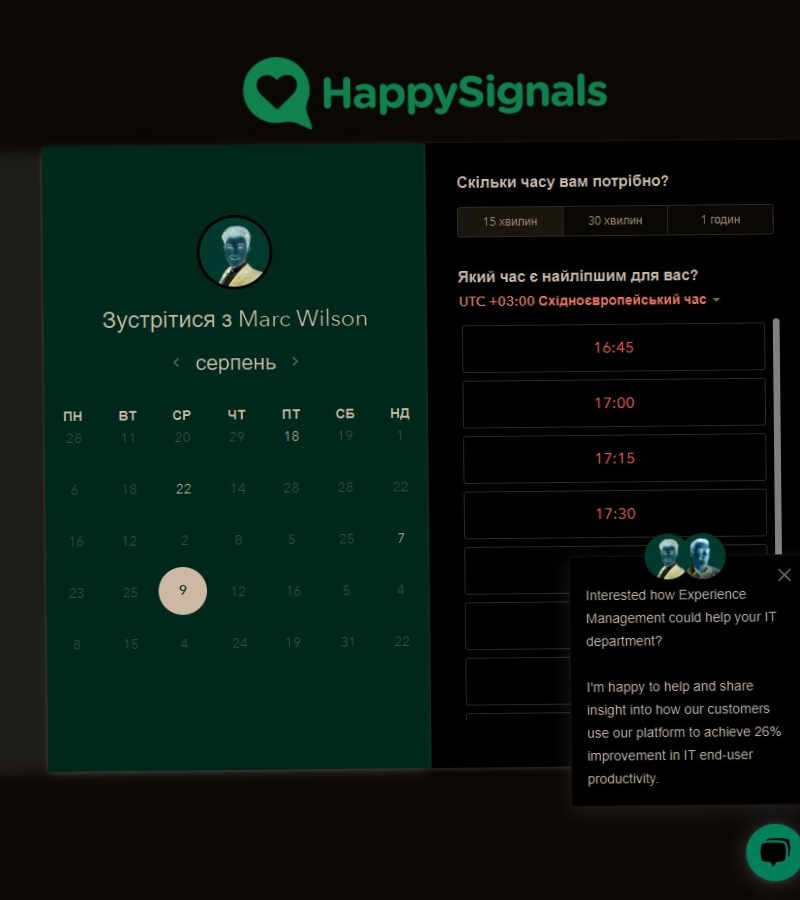 HappySignals
Зустрітися з Marc Wilson
серпень
ПН ВТ СР ЧТ ПТ СБ НД
28 11 20 29 18 19 1
6 18 22 14 28 28 22
16 12 2 8 5 25 7
23 25 9 12 16 5 4
8 15 4 24 19 31 22
Скільки часу вам потрібно?
15 хвилин 30 хвилин 1 годин
Який час є найліпшим для вас?
UTC +03:00 Східноєвропейський час
16:45
17:00
17:15
17:30
Interested how Experience
Management could help your IT
department?
I'm happy to help and share
insight into how our customers
use our platform to achieve 26%
improvement in IT end-user
productivity.